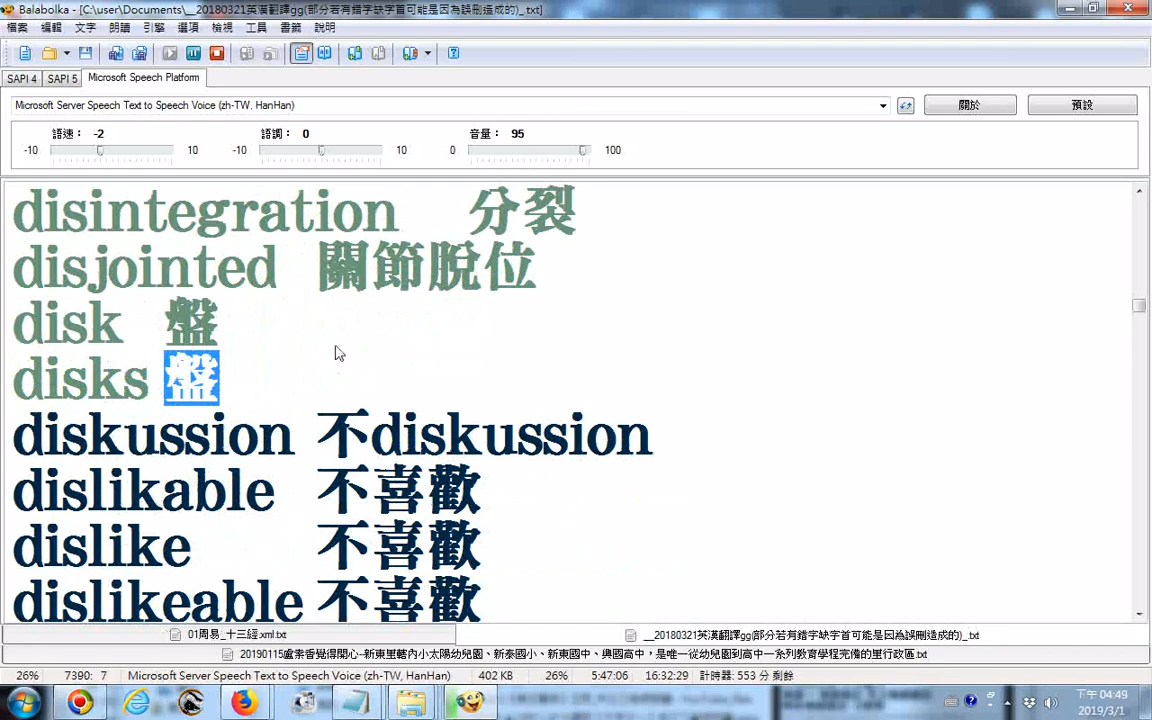 Balabolka - [C:\user\Documents\__20180321英漢翻譯gg(部分若有錯字缺字首可能是因為誤刪造成的)_.txt]
檔案 編輯 文字 朗讀 引擎 選項 檢視 工具 書籤 說明
SAPI 4 SAPI 5 Microsoft Speech Platform
Microsoft Server Speech Text to Speech Voice (zh-TW, HanHan) 關於 預設
語速： -2 語調： 0 音量： 95
-10 10 -10 10 0 100
disintegration 分裂
disjointed 關節脫位
disk 盤
disks 盤
diskussion 不diskussion
dislikable 不喜歡
dislike 不喜歡
dislikeable 不喜歡
01周易_十三經.xml.txt __20180321英漢翻譯gg(部分若有錯字缺字首可能是因為誤刪造成的)_.txt
20190115盧素香覺得開心-新東里轄內小太陽幼兒園、新泰國小、新東國中、興國高中，是唯一從幼兒園到高中一系列教育學程完備的里行政區.txt
26% 7390: 7 Microsoft Server Speech Text to Speech Voice (zh-TW, HanHan) 402 KB 26% 5:47:06 16:32:29 計時器: 553 分 剩餘
下午 04:49
2019/3/1